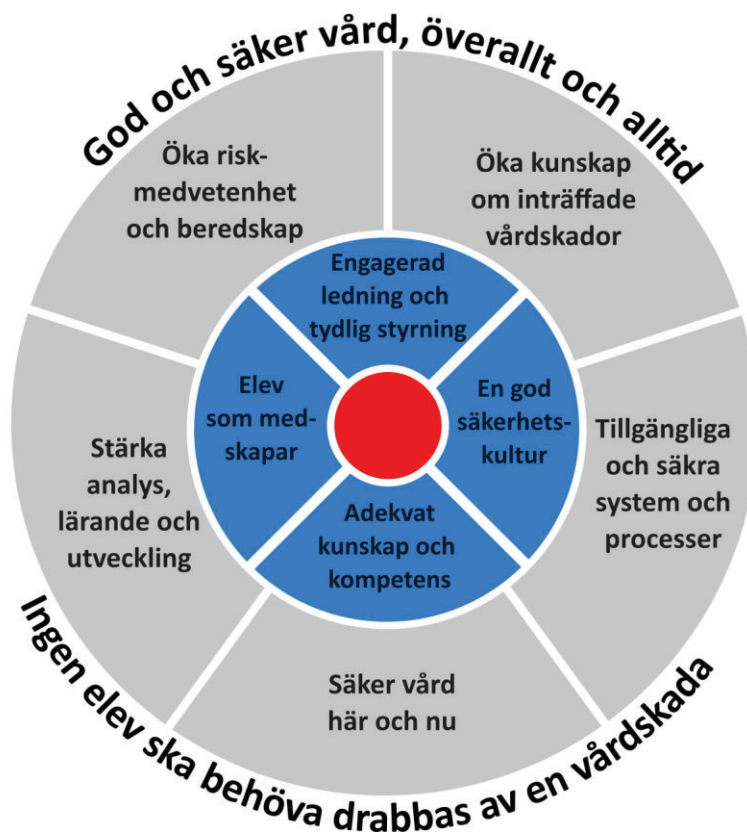 God och säker vård, överallt och alltid
Öka risk-
medvetenhet
och beredskap
Öka kunskap
om inträffade
vårdskador
Engagerad
ledning och
tydlig styrning
Elev
som med-
skapar
En god
säkerhets-
kultur
Stärka
analys,
lärande och
utveckling
Tillgängliga
och säkra
system och
processer
Adekvat
kunskap och
kompetens
Säker vård
här och nu
Ingen elev ska behöva drabbas av en vårdskada